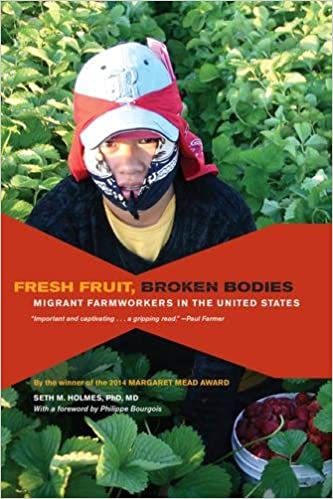 FRESH FRUIT, BROKEN BODIES
MIGRANT FARMWORKERS IN THE UNITED STATES
"Important and captivating . . . a gripping read."—Paul Farmer
By the winner of the 2014 MARGARET MEAD AWARD
SETH M. HOLMES, PhD, MD
With a foreword by Philippe Bourgois